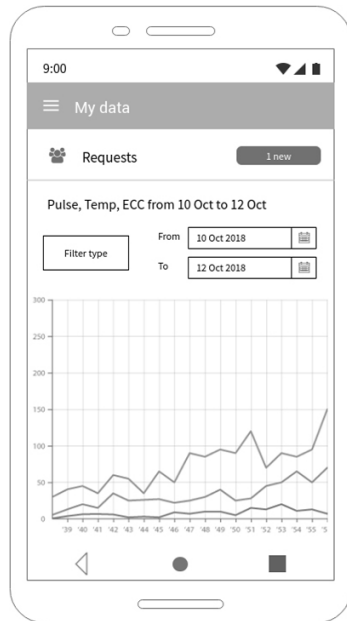 9:00
My data
Requests
1 new
Pulse, Temp, ECC from 10 Oct to 12 Oct
From
10 Oct 2018
Filter type
To
12 Oct 2018
300
250
200
150
100
50
0
'39 '40 '41 '42 '43 '44 '45 '46 '47 '48 '49 '50 '51 '52 '53 '54 '55 '5